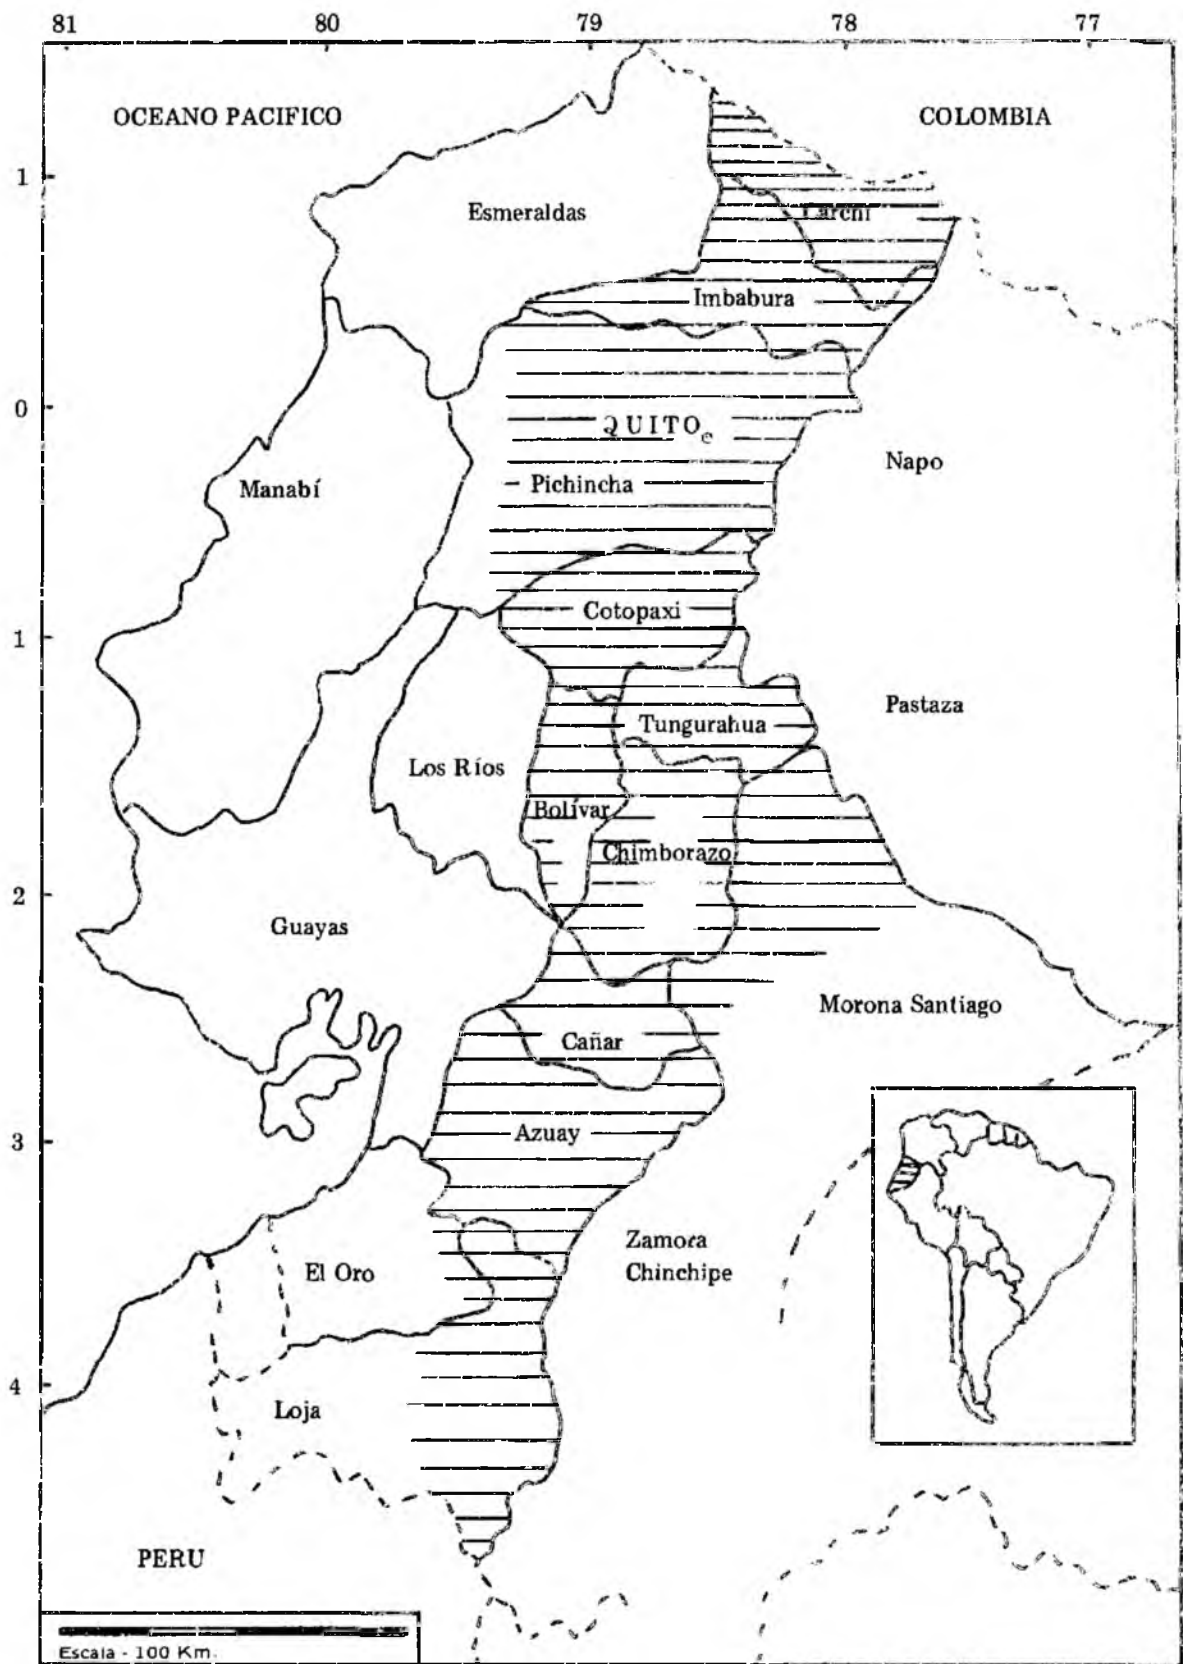 81 80 79 78 77
OCEANO PACIFICO
COLOMBIA
1
Esmeraldas
Carchi
Imbabura
0
QUITO
Napo
Manabí
Pichincha
Cotopaxi
1
Pastaza
Tungurahua
Los Ríos
Bolívar
Chimborazo
2
Guayas
Morona Santiago
Cañar
Azuay
3
Zamora
Chinchipe
El Oro
4
Loja
PERU
Escala - 100 Km.